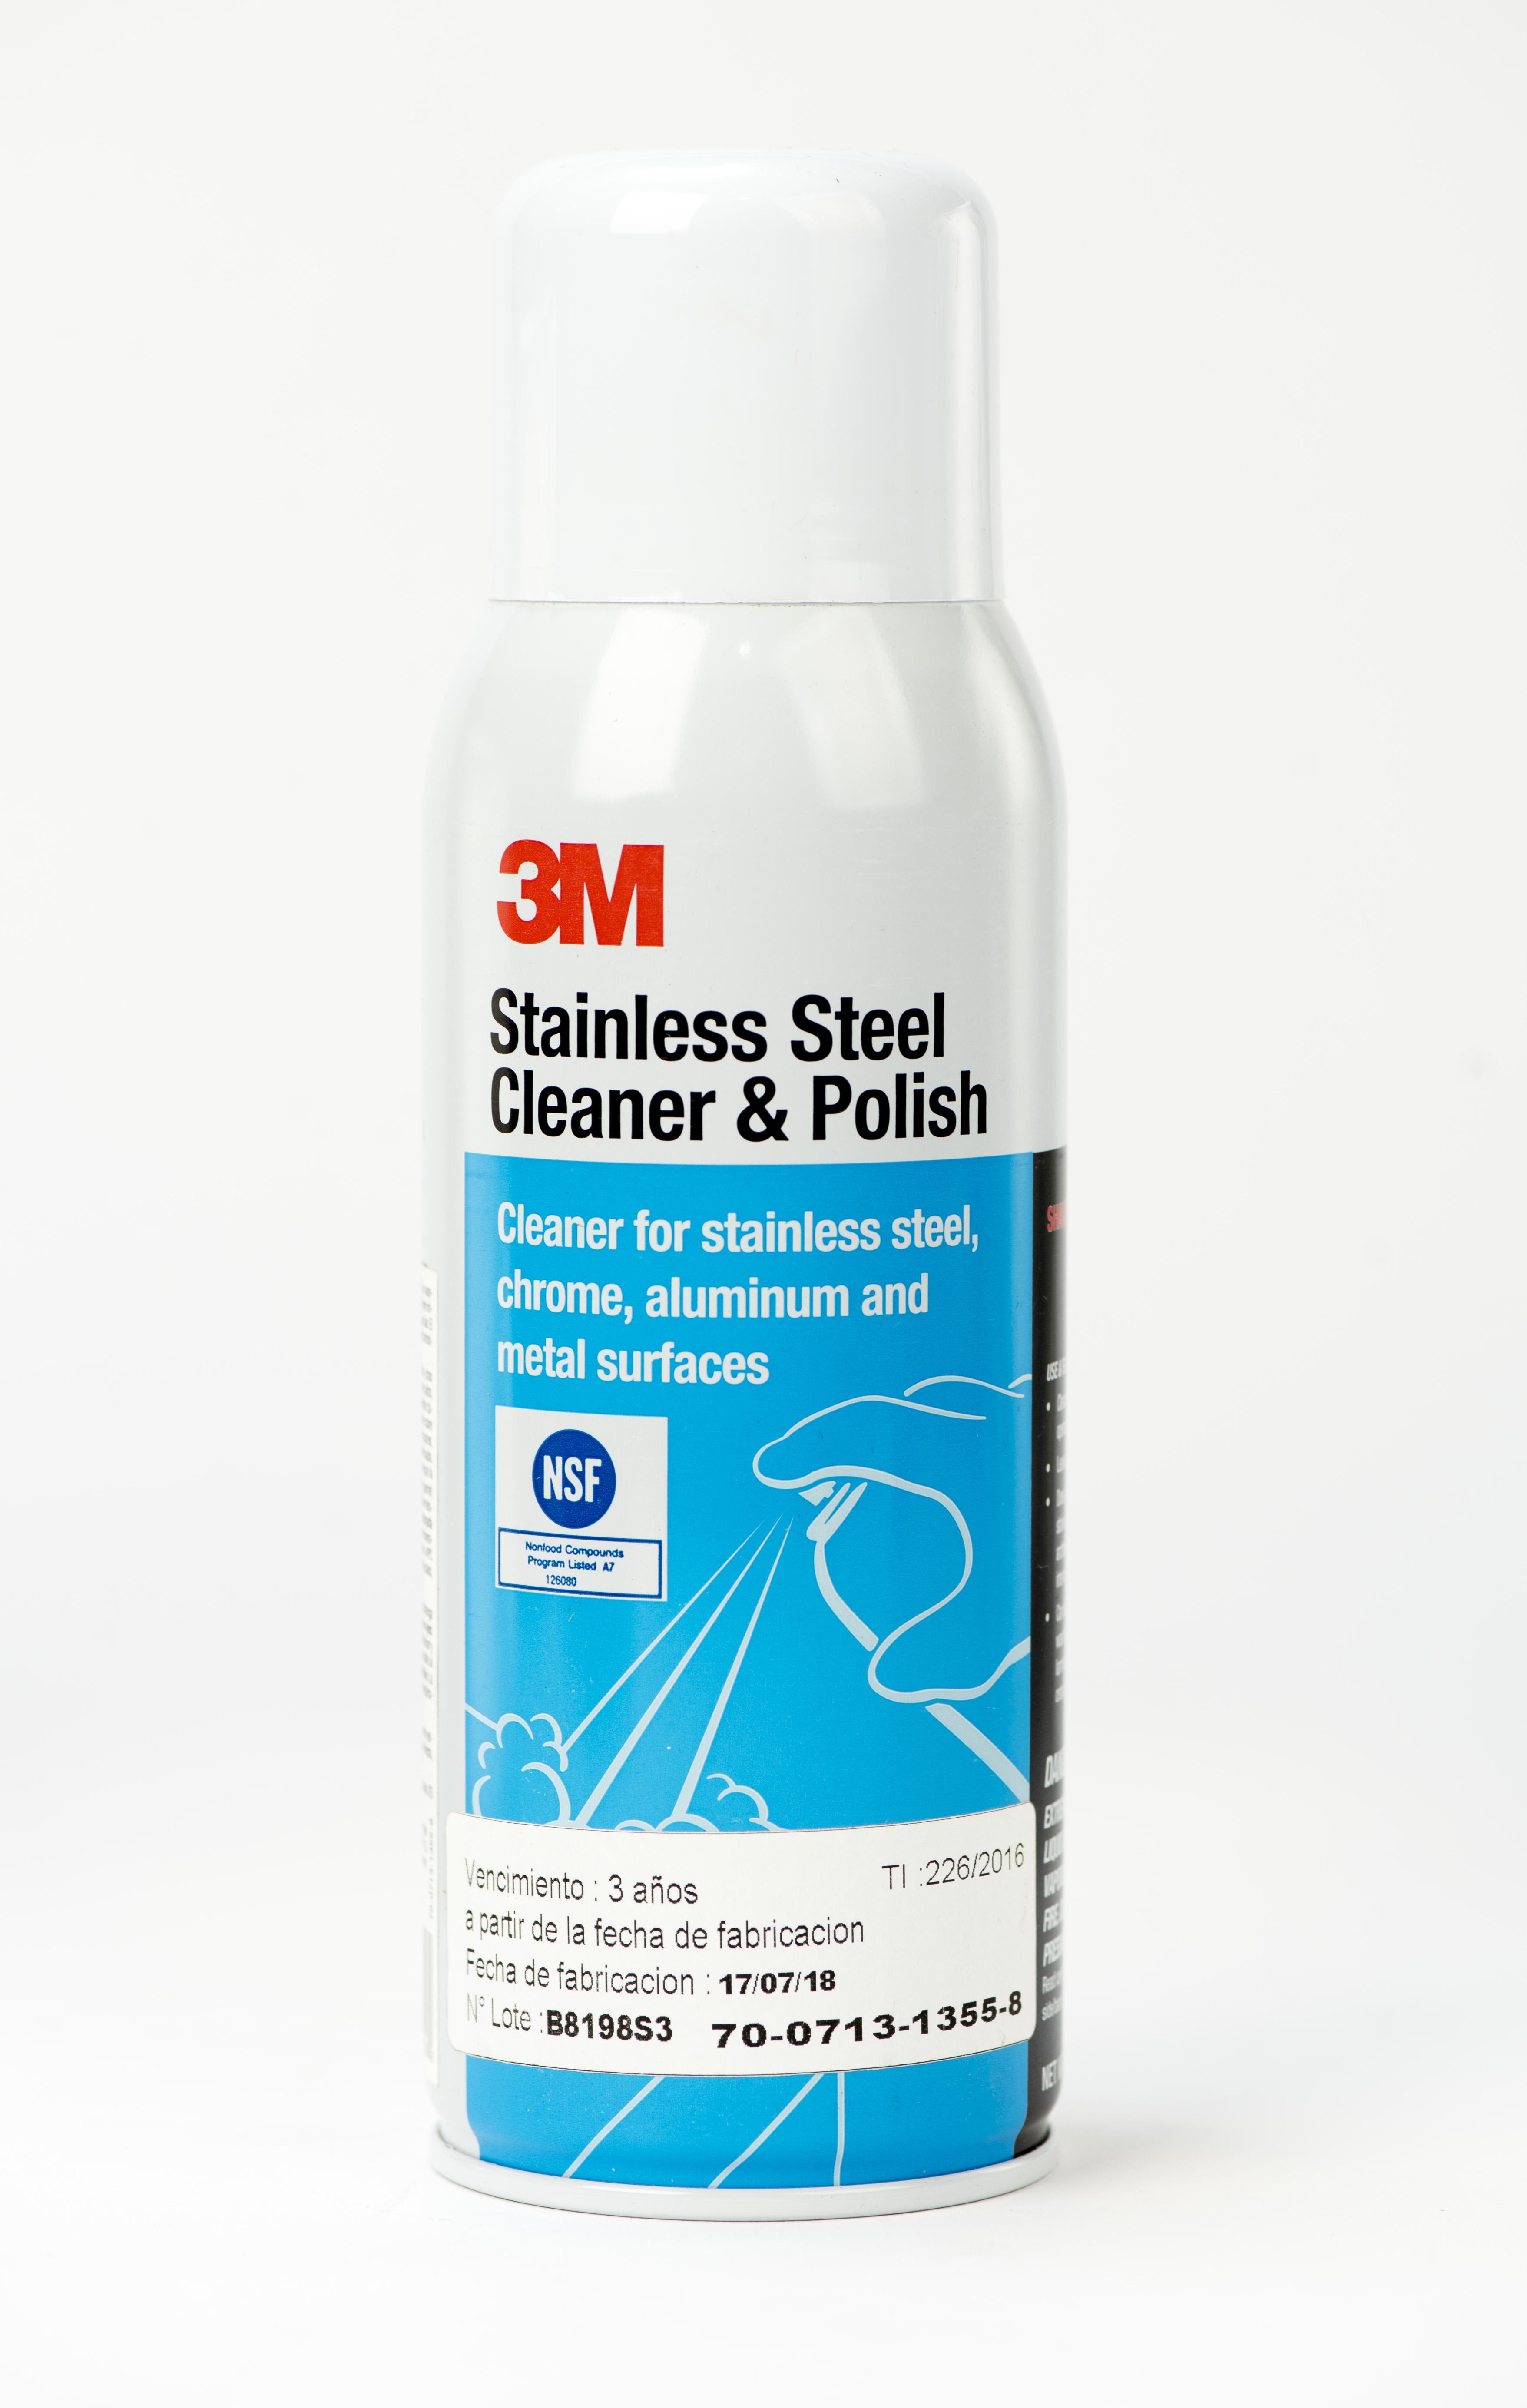 3M
Stainless Steel
Cleaner & Polish
Cleaner for stainless steel,
chrome, aluminum and
metal surfaces
NSF
Nonfood Compounds
Program Listed A7
126080
Vencimiento : 3 años
TI :226/2016
a partir de la fecha de fabricacion
Fecha de fabricacion : 17/07/18
N° Lote :B8198S3 70-0713-1355-8
USE
NET